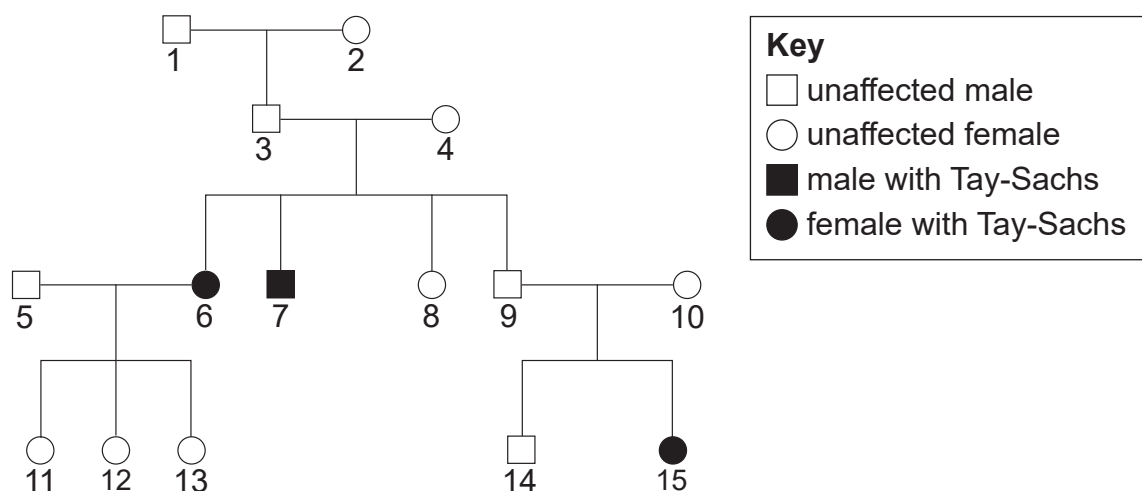 Key
unaffected male
unaffected female
male with Tay-Sachs
female with Tay-Sachs
1 2
3 4
5 6 7 8 9 10
11 12 13 14 15